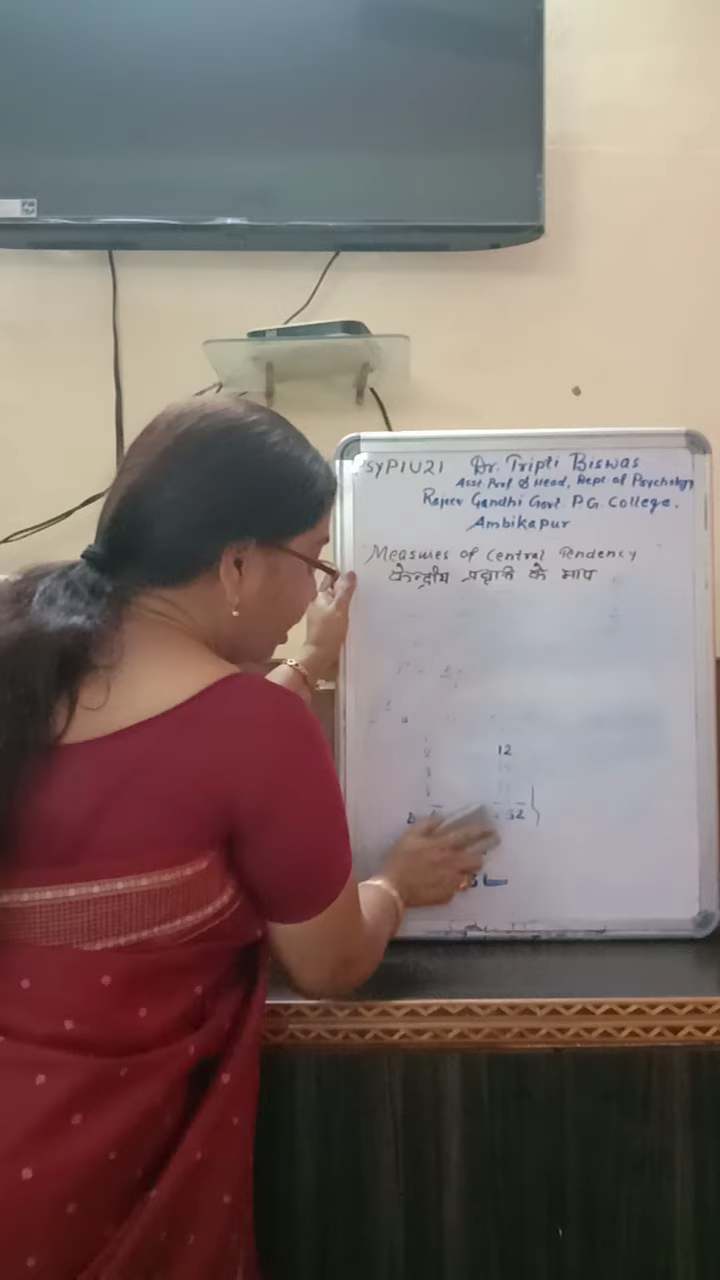 PSYP1U21 Dr. Tripti Biswas
Asst. Prof & Head, Dept of Psychology
Rajeev Gandhi Govt. P.G. College.
Ambikapur
Measures of Central Tendency
केन्द्रीय प्रवृत्ति के माप
12
52